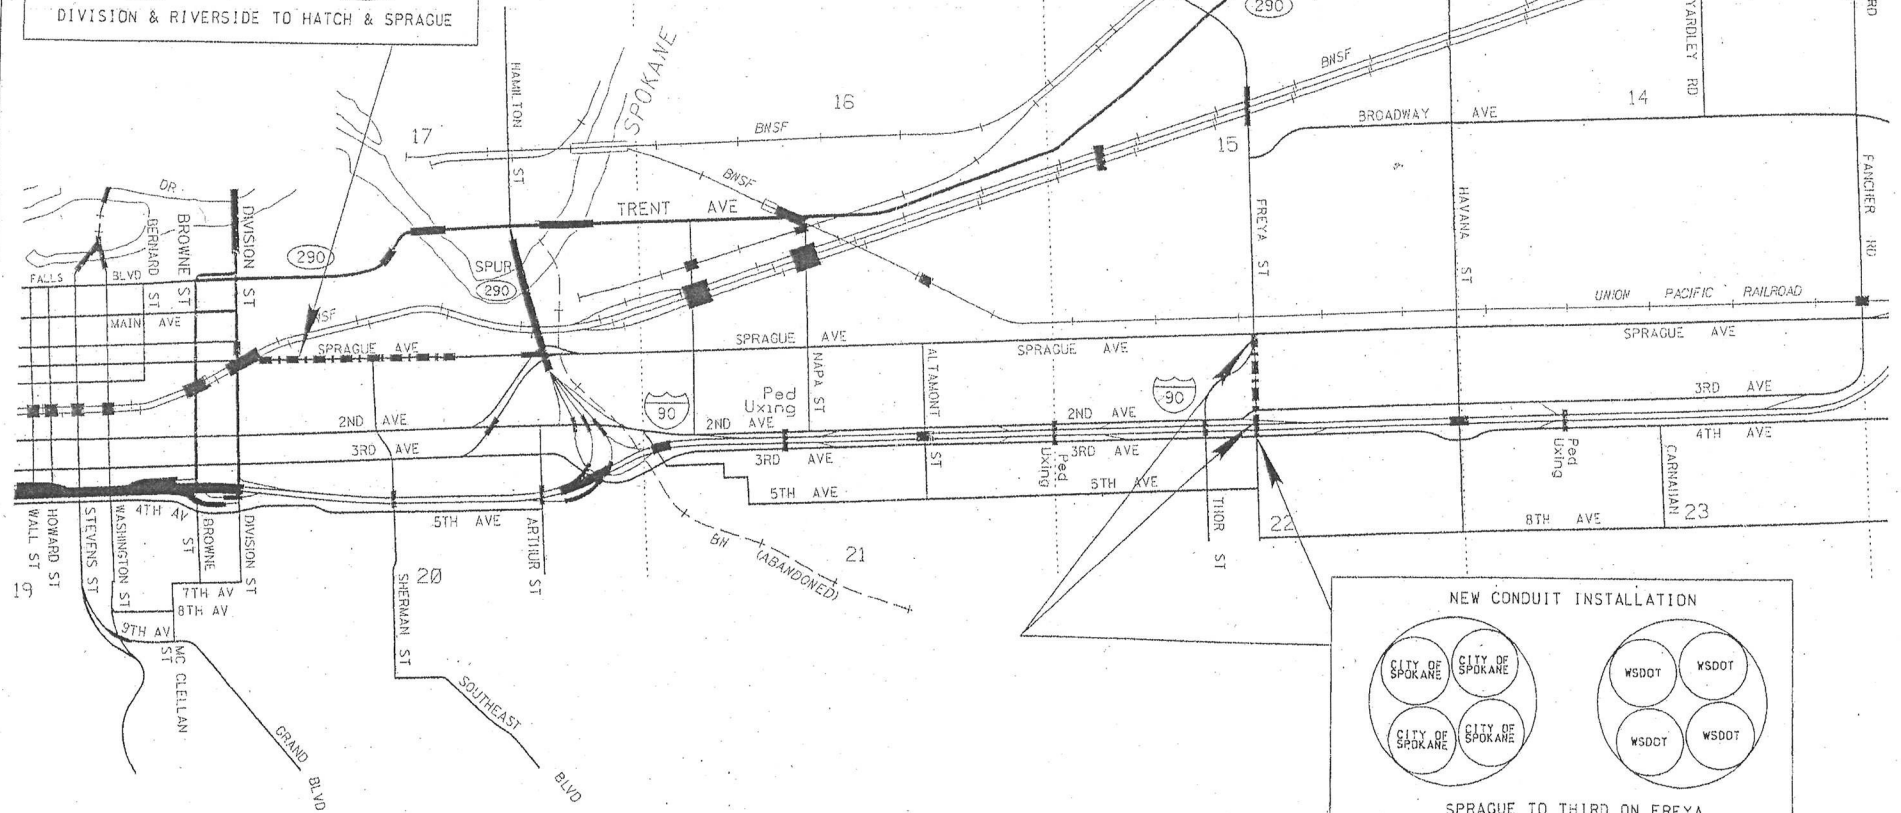 DIVISION & RIVERSIDE TO HATCH & SPRAGUE
290
RD
YARDLEY RD
BNSF
HAMILTON ST
SPOKANE
16
14
17
BNSF
BROADWAY AVE
15
BNSF
DR.
TRENT AVE
FANCHER RD
BERNARD ST
BROWNE ST
DIVISION ST
HAVANA ST
FREYA ST
290
SPUR
290
FALLS
BLVD
UNION PACIFIC RAILROAD
MAIN AVE
NSF
SPRAGUE AVE
SPRAGUE AVE
SPRAGUE AVE
SPRAGUE AVE
NAPA ST
ALTAMONT ST
Ped Uxing
90
90
3RD AVE
2ND AVE
2ND AVE
2ND AVE
3RD AVE
3RD AVE
3RD AVE
4TH AVE
Ped Uxing
Ped Uxing
5TH AVE
5TH AVE
CARNAHAN
4TH AV
5TH AVE
WALL ST
HOWARD ST
STEVENS ST
WASHINGTON ST
BROWNE ST
DIVISION ST
ARTHUR ST
THOR ST
22
8TH AVE
23
BN (ABANDONED)
21
19
20
SHERMAN ST
7TH AV
8TH AV
9TH AV
MC CLELLAN ST
GRAND BLVD
SOUTHEAST BLVD
NEW CONDUIT INSTALLATION
CITY OF SPOKANE
CITY OF SPOKANE
WSDOT
WSDOT
CITY OF SPOKANE
CITY OF SPOKANE
WSDOT
WSDOT
SPRAGUE TO THIRD ON FREYA